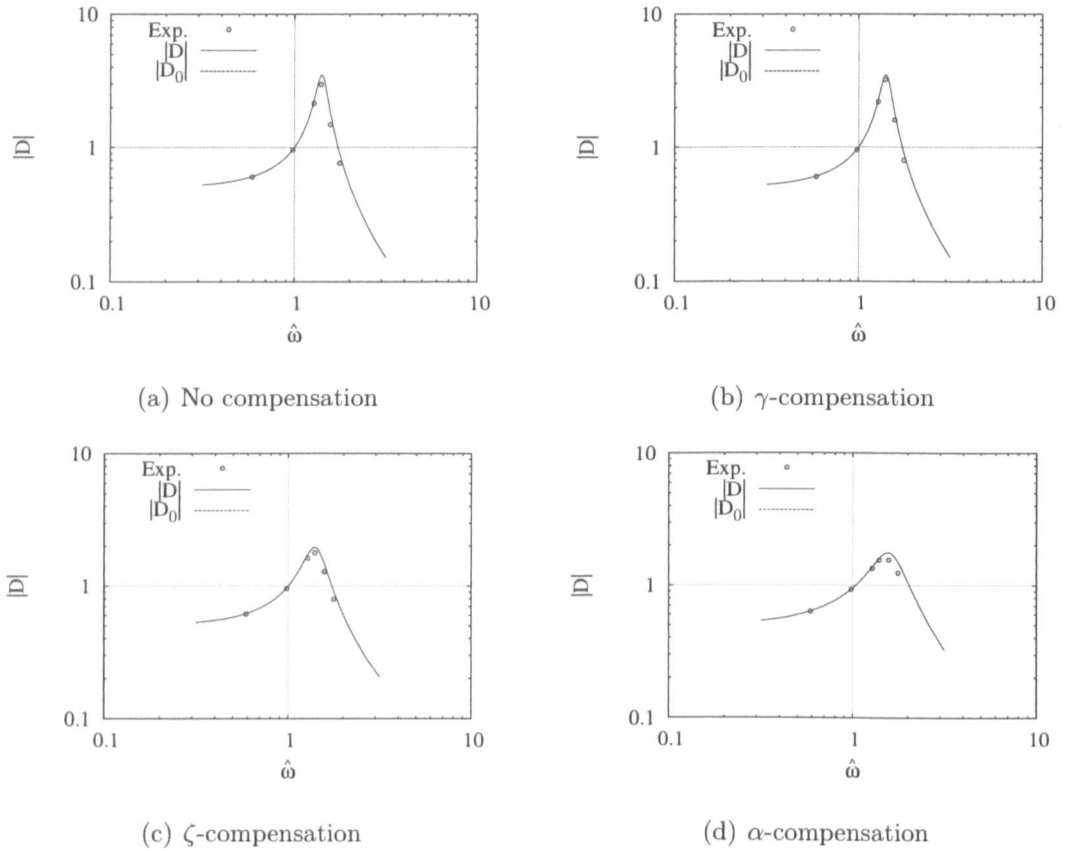 10
Exp.
|D|
|D₀|
|D|
1
0.1
0.1
1
10
ω̂
(a) No compensation
10
Exp.
|D|
|D₀|
|D|
1
0.1
0.1
1
10
ω̂
(b) γ-compensation
10
Exp.
|D|
|D₀|
|D|
1
0.1
0.1
1
10
ω̂
(c) ζ-compensation
10
Exp.
|D|
|D₀|
|D|
1
0.1
0.1
1
10
ω̂
(d) α-compensation